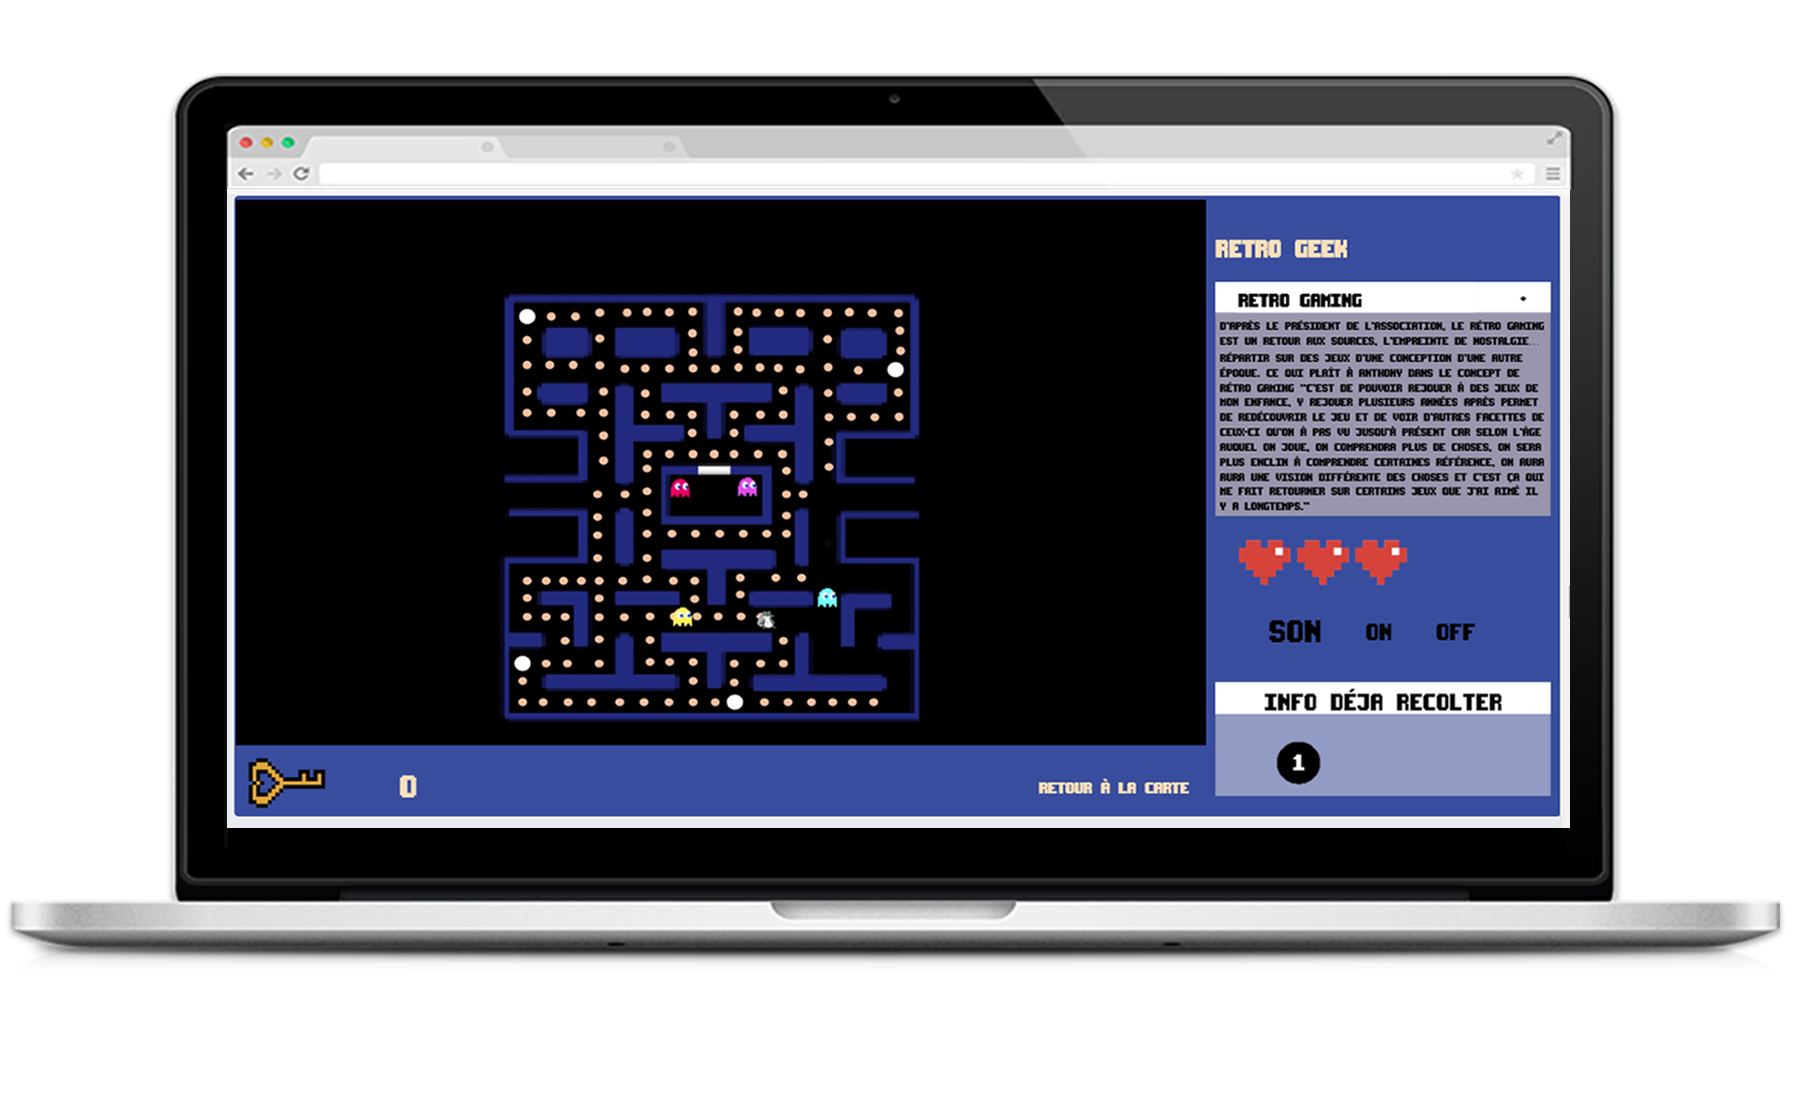 RETRO GEEK
RETRO GAMING
D'APRÈS LE PRÉSIDENT DE L'ASSOCIATION, LE RÉTRO GAMING
EST UN RETOUR AUX SOURCES, L'EMPREINTE DE NOSTALGIE...
RÉPARTIR SUR DES JEUX D'UNE CONCEPTION D'UNE AUTRE
ÉPOQUE. CE QUI PLAÎT À ANTHONY DANS LE CONCEPT DE
RÉTRO GAMING "C'EST DE POUVOIR REJOUER À DES JEUX DE
MON ENFANCE, Y REJOUER PLUSIEURS ANNÉES APRÈS PERMET
DE REDÉCOUVRIR LE JEU ET DE VOIR D'AUTRES FACETTES DE
CEUX-CI QU'ON À PAS VU JUSQU'À PRÉSENT CAR SELON L'ÂGE
AUQUEL ON JOUE, ON COMPRENDRA PLUS DE CHOSES, ON SERA
PLUS ENCLIN À COMPRENDRE CERTAINES RÉFÉRENCE, ON AURA
AURA UNE VISION DIFFÉRENTE DES CHOSES ET C'EST ÇA QUI
ME FAIT RETOURNER SUR CERTAINS JEUX QUE J'AI AIMÉ IL
Y A LONGTEMPS."
SON ON OFF
INFO DÉJA RECOLTER
1
0
RETOUR À LA CARTE